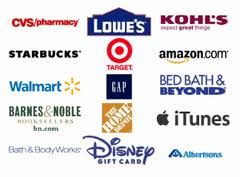 CVS/pharmacy
LOWE'S
KOHL'S
expect great things
STARBUCKS
TARGET.
amazon.com
Walmart
GAP
BED BATH &
BEYOND
BARNES & NOBLE
BOOKSELLERS
bn.com
THE HOME DEPOT
iTunes
Bath & Body Works
Disney
GIFT CARD
Albertsons